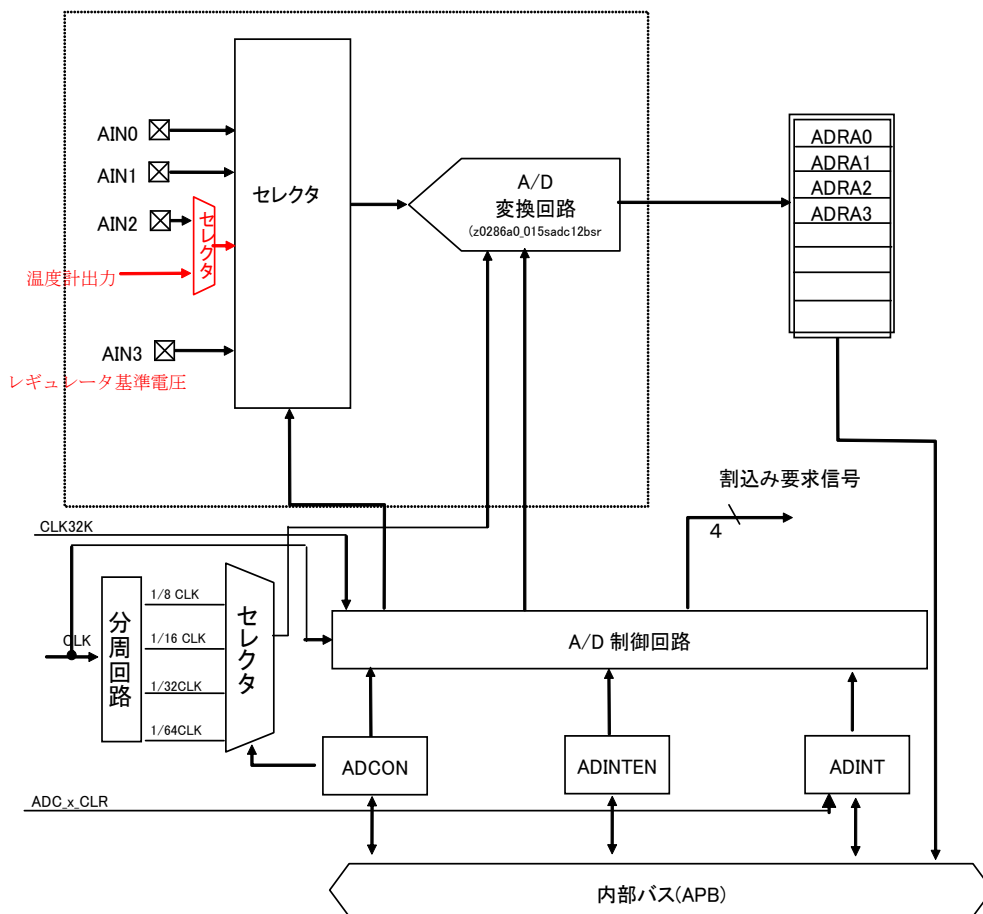 AIN0
AIN1
AIN2
温度計出力
AIN3
レギュレータ基準電圧
セレクタ
セレクタ
A/D
変換回路
(z0286a0_015sadc12bsr
ADRA0
ADRA1
ADRA2
ADRA3
割込み要求信号
4
CLK32K
CLK
分周回路
1/8 CLK
1/16 CLK
1/32CLK
1/64CLK
セレクタ
A/D 制御回路
ADCON
ADINTEN
ADINT
ADC_x_CLR
内部バス(APB)